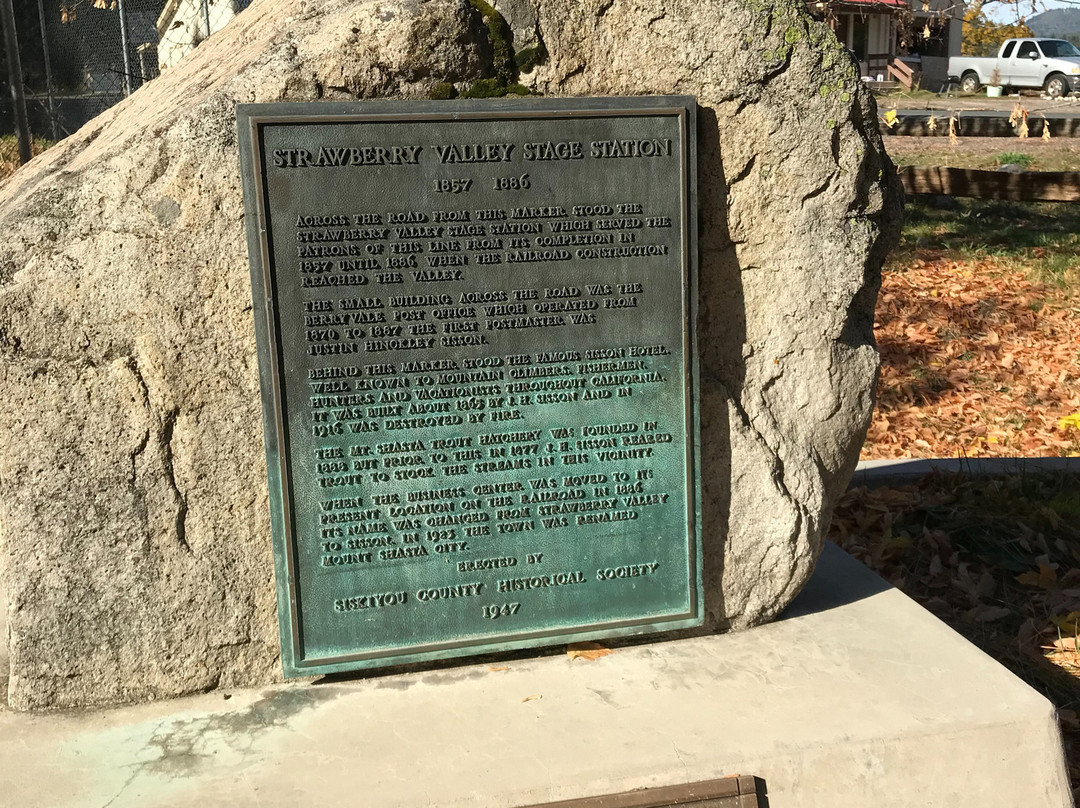 STRAWBERRY VALLEY STAGE STATION
1857 1886
ACROSS THE ROAD FROM THIS MARKER, STOOD THE
STRAWBERRY VALLEY STAGE STATION WHICH SERVED THE
PATRONS OF THIS LINE FROM ITS COMPLETION IN
1857 UNTIL 1886, WHEN THE RAILROAD CONSTRUCTION
REACHED THE VALLEY.
THE SMALL BUILDING ACROSS THE ROAD WAS THE
BERRYVALE POST OFFICE WHICH OPERATED FROM
1870 TO 1887 THE FIRST POSTMASTER, WAS
JUSTIN HINCKLEY SISSON.
BEHIND THIS MARKER, STOOD THE FAMOUS SISSON HOTEL,
WELL KNOWN TO MOUNTAIN CLIMBERS, FISHERMEN,
HUNTERS AND VACATIONISTS THROUGHOUT CALIFORNIA.
IT WAS BUILT ABOUT 1865 BY J. H. SISSON AND IN
1916 WAS DESTROYED BY FIRE.
THE MT. SHASTA TROUT HATCHERY WAS FOUNDED IN
1888 BUT PRIOR TO THIS IN 1877 J. H. SISSON REARED
TROUT TO STOCK THE STREAMS IN THIS VICINITY.
WHEN THE BUSINESS CENTER WAS MOVED TO ITS
PRESENT LOCATION ON THE RAILROAD IN 1886
ITS NAME WAS CHANGED FROM STRAWBERRY VALLEY
TO SISSON. IN 1923 THE TOWN WAS RENAMED
MOUNT SHASTA CITY.
ERECTED BY
SISKIYOU COUNTY HISTORICAL SOCIETY
1947